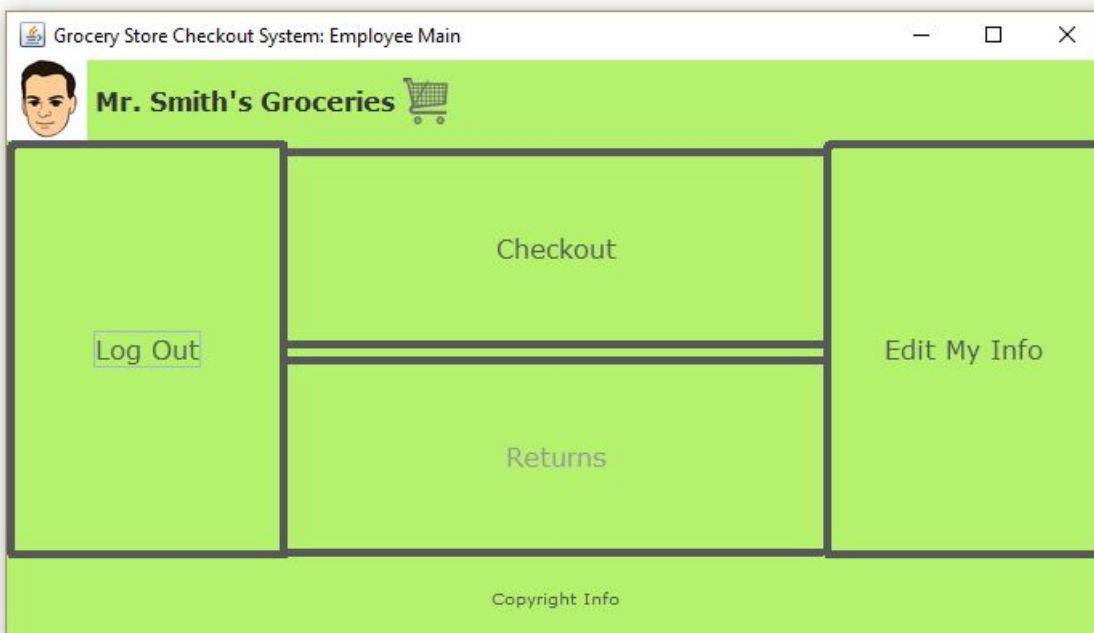 Grocery Store Checkout System: Employee Main
Mr. Smith's Groceries
Checkout
Log Out
Edit My Info
Returns
Copyright Info